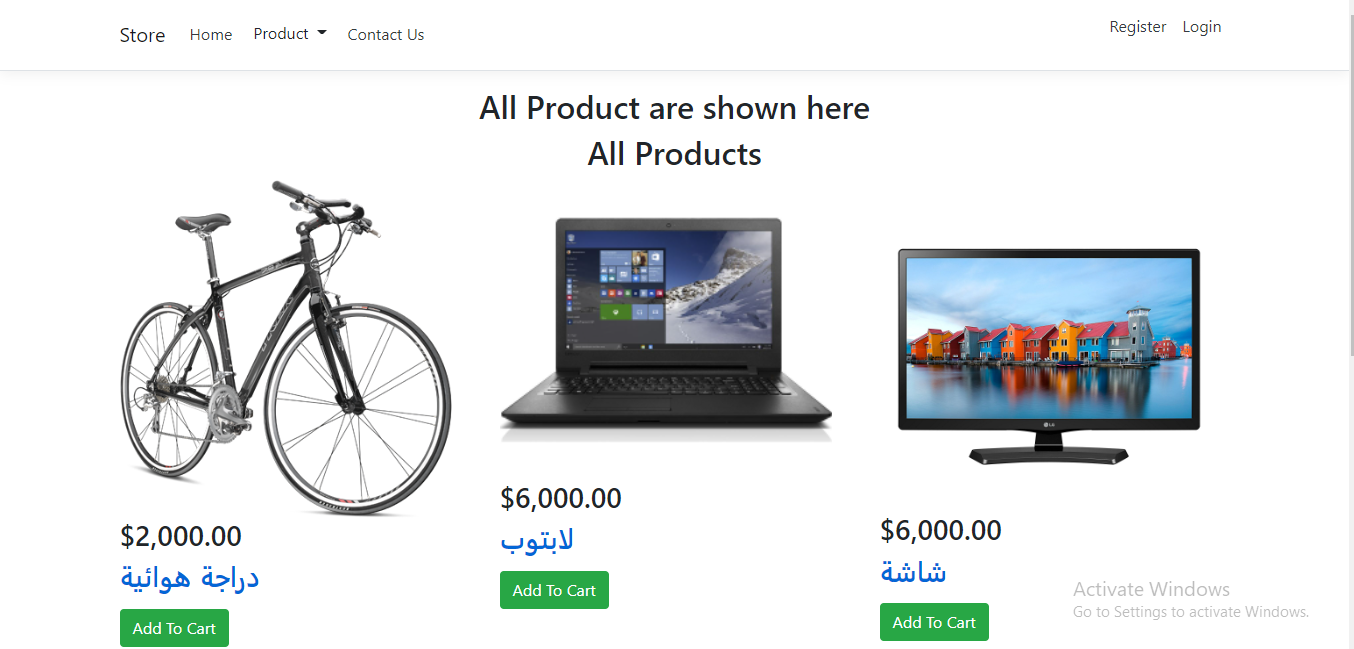 Store Home Product Contact Us Register Login
All Product are shown here
All Products
LG
$2,000.00
دراجة هوائية
Add To Cart
$6,000.00
لابتوب
Add To Cart
$6,000.00
شاشة
Add To Cart
Activate Windows
Go to Settings to activate Windows.